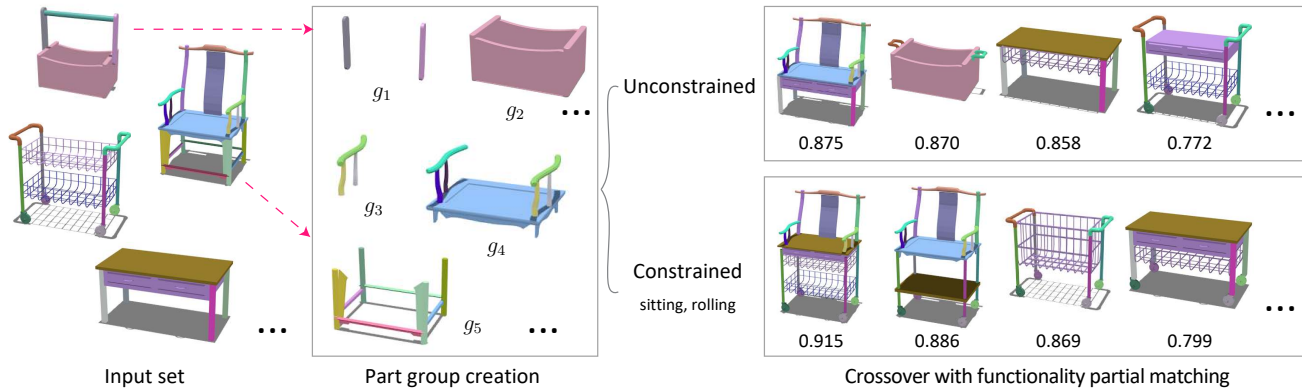 g1
g2
...
g3
g4
g5
...
...
Unconstrained
Constrained
sitting, rolling
0.875 0.870 0.858 0.772
...
0.915 0.886 0.869 0.799
...
Input set
Part group creation
Crossover with functionality partial matching